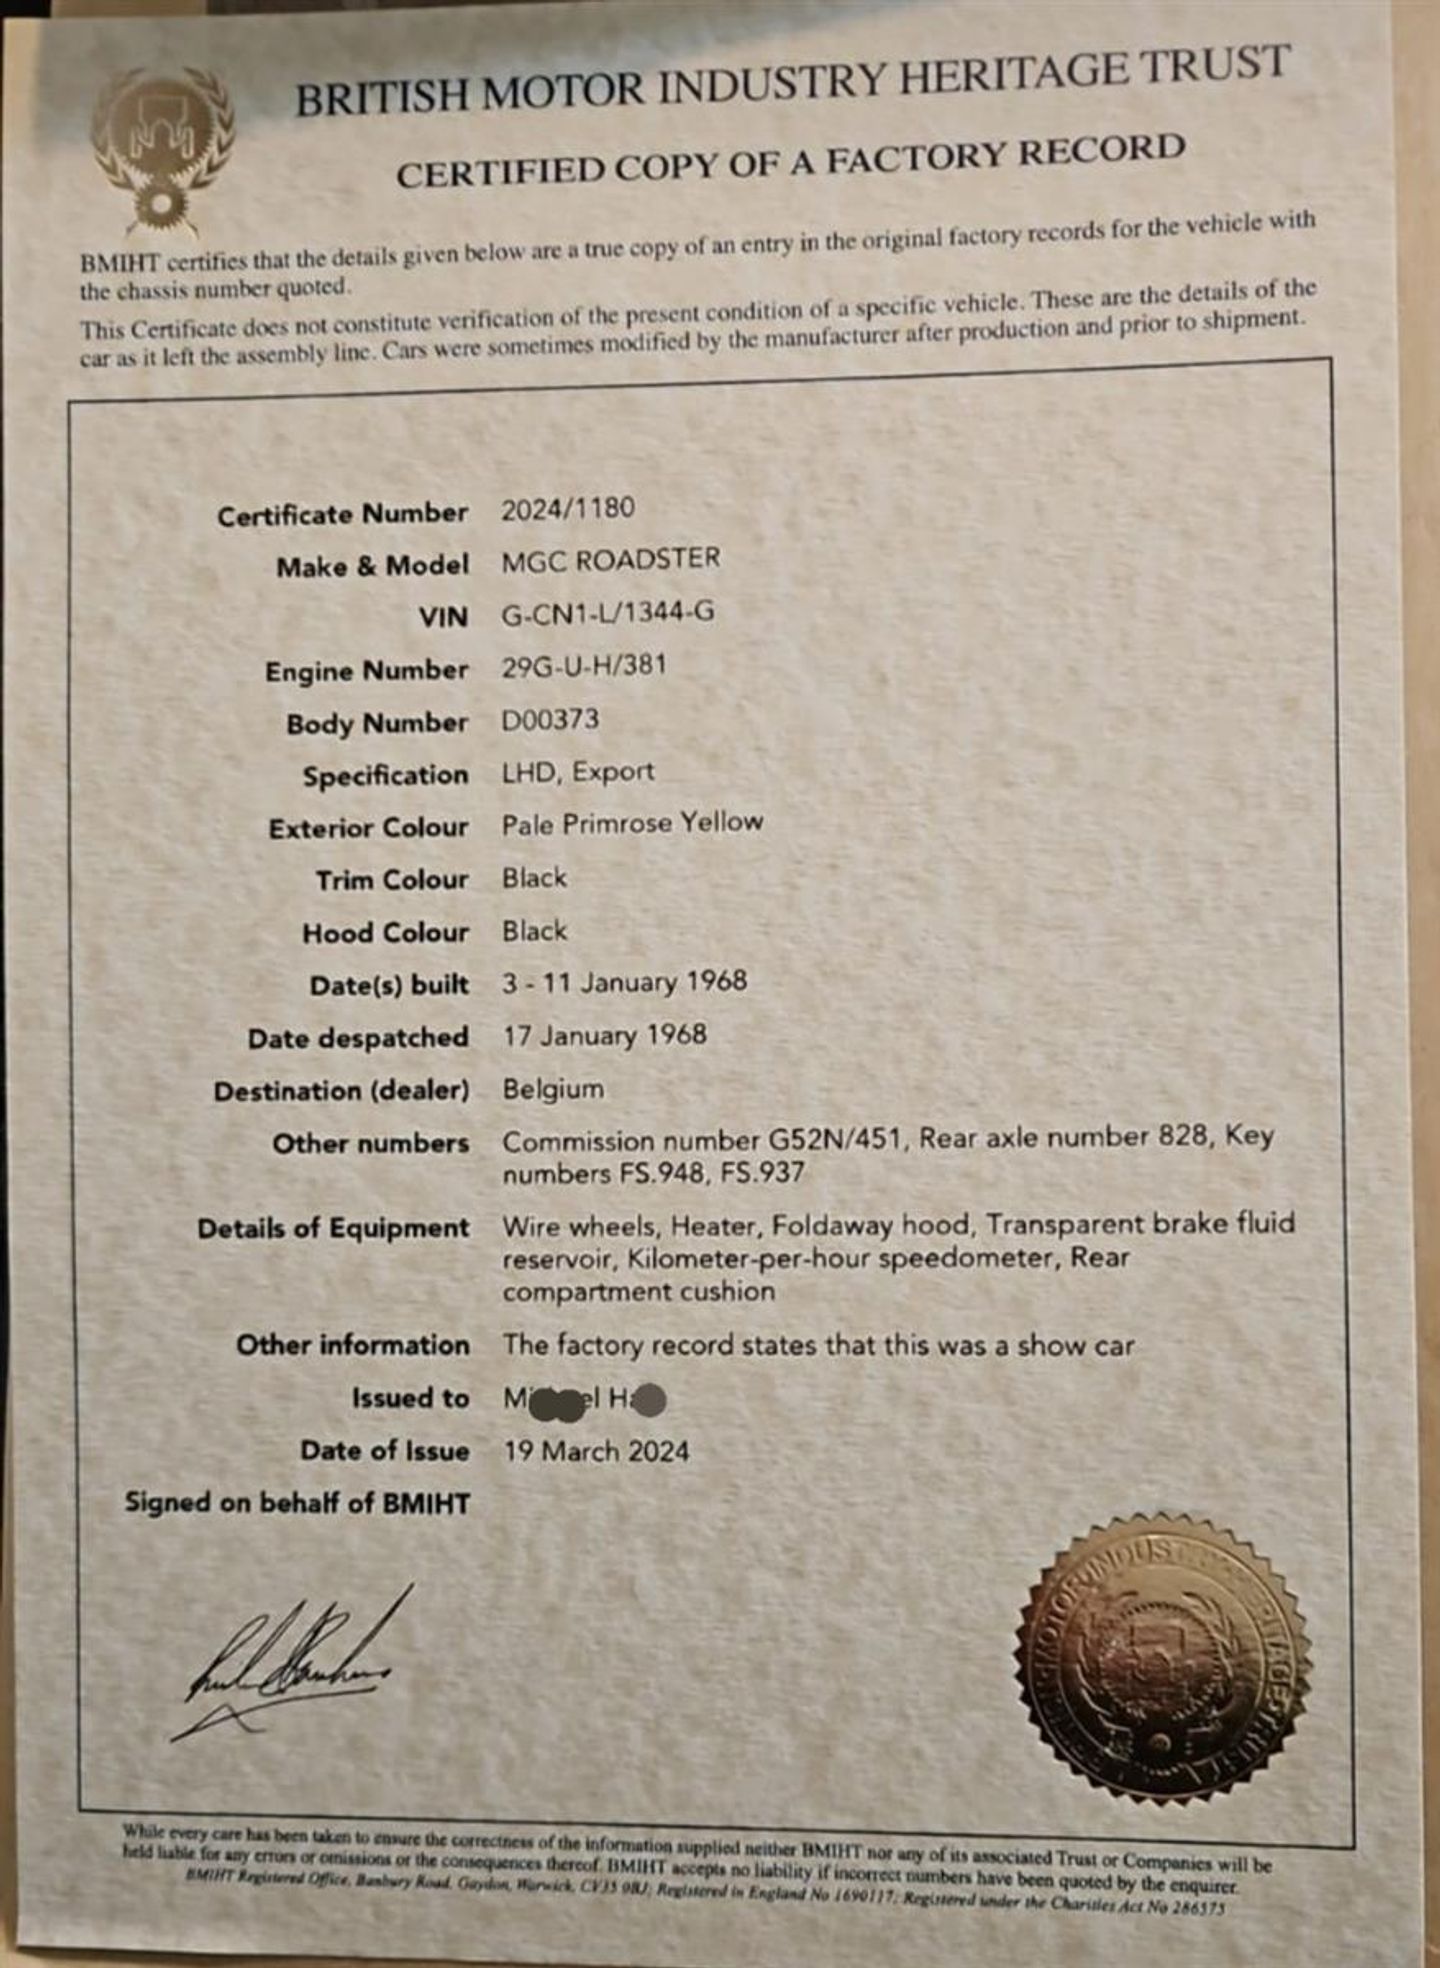 BRITISH MOTOR INDUSTRY HERITAGE TRUST
CERTIFIED COPY OF A FACTORY RECORD
BMIHT certifies that the details given below are a true copy of an entry in the original factory records for the vehicle with
the chassis number quoted.
This Certificate does not constitute verification of the present condition of a specific vehicle. These are the details of the
car as it left the assembly line. Cars were sometimes modified by the manufacturer after production and prior to shipment.
Certificate Number 2024/1180
Make & Model MGC ROADSTER
VIN G-CN1-L/1344-G
Engine Number 29G-U-H/381
Body Number D00373
Specification LHD, Export
Exterior Colour Pale Primrose Yellow
Trim Colour Black
Hood Colour Black
Date(s) built 3 - 11 January 1968
Date despatched 17 January 1968
Destination (dealer) Belgium
Other numbers Commission number G52N/451, Rear axle number 828, Key
numbers FS.948, FS.937
Details of Equipment Wire wheels, Heater, Foldaway hood, Transparent brake fluid
reservoir, Kilometer-per-hour speedometer, Rear
compartment cushion
Other information The factory record states that this was a show car
Issued to
Date of Issue 19 March 2024
Signed on behalf of BMIHT
While every care has been taken to ensure the correctness of the information supplied neither BMIHT nor any of its associated Trust or Companies will be
held liable for any errors or omissions or the consequences thereof. BMIHT accepts no liability if incorrect numbers have been quoted by the enquirer.
BMIHT Registered Office, Banbury Road, Gaydon, Warwick, CV35 0BJ; Registered in England No 1690117; Registered under the Charities Act No 286575